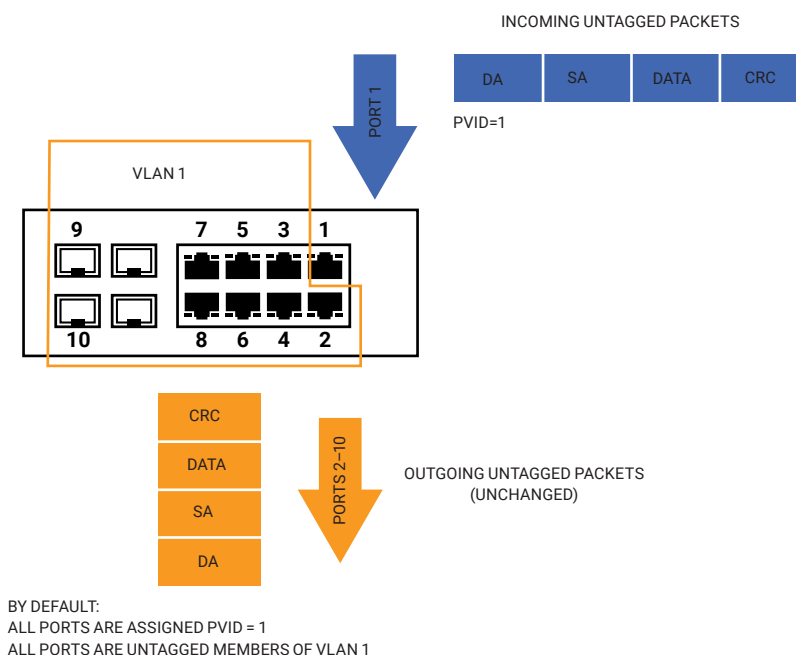 INCOMING UNTAGGED PACKETS
PORT 1
DA SA DATA CRC
PVID=1
VLAN 1
9 7 5 3 1
10 8 6 4 2
CRC
DATA
SA
DA
PORTS 2–10
OUTGOING UNTAGGED PACKETS
(UNCHANGED)
BY DEFAULT:
ALL PORTS ARE ASSIGNED PVID = 1
ALL PORTS ARE UNTAGGED MEMBERS OF VLAN 1